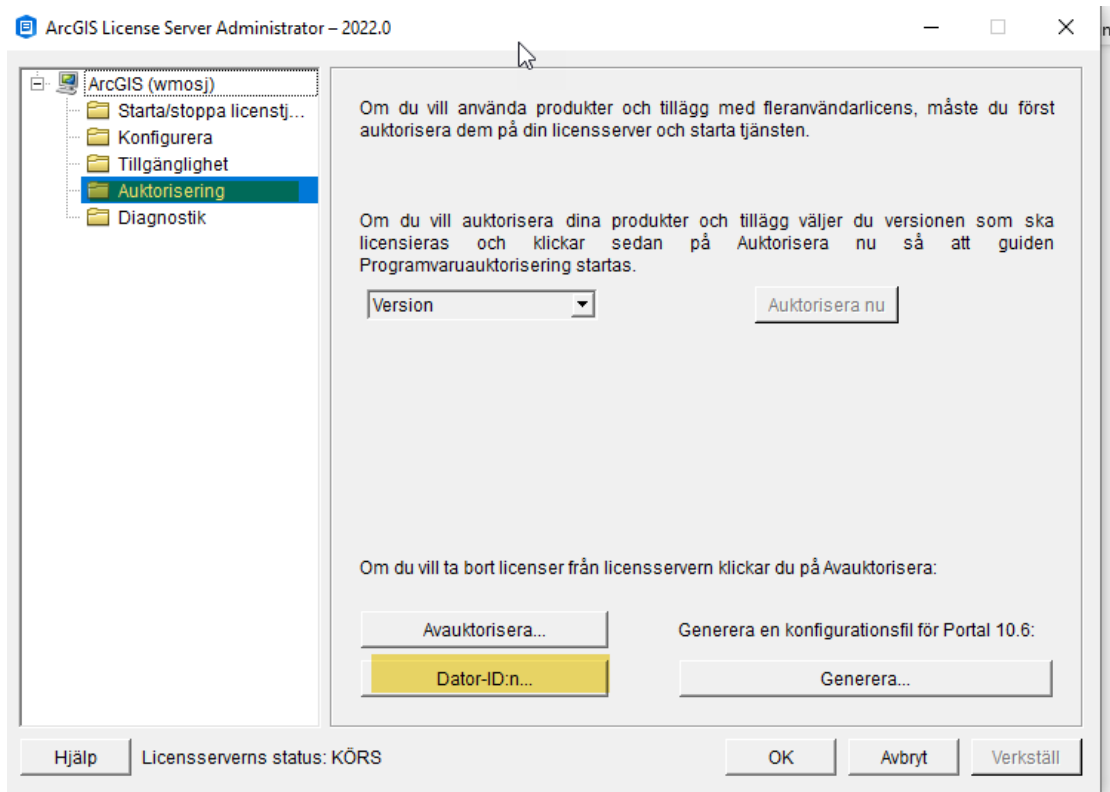 ArcGIS License Server Administrator – 2022.0
ArcGIS (wmosj)
Starta/stoppa licenstj...
Konfigurera
Tillgänglighet
Auktorisering
Diagnostik
Om du vill använda produkter och tillägg med fleranvändarlicens, måste du först
auktorisera dem på din licensserver och starta tjänsten.
Om du vill auktorisera dina produkter och tillägg väljer du versionen som ska
licensieras och klickar sedan på Auktorisera nu så att guiden
Programvaruauktorisering startas.
Version
Auktorisera nu
Om du vill ta bort licenser från licensservern klickar du på Avauktorisera:
Avauktorisera...
Generera en konfigurationsfil för Portal 10.6:
Dator-ID:n...
Generera...
Hjälp
Licensserverns status: KÖRS
OK
Avbryt
Verkställ